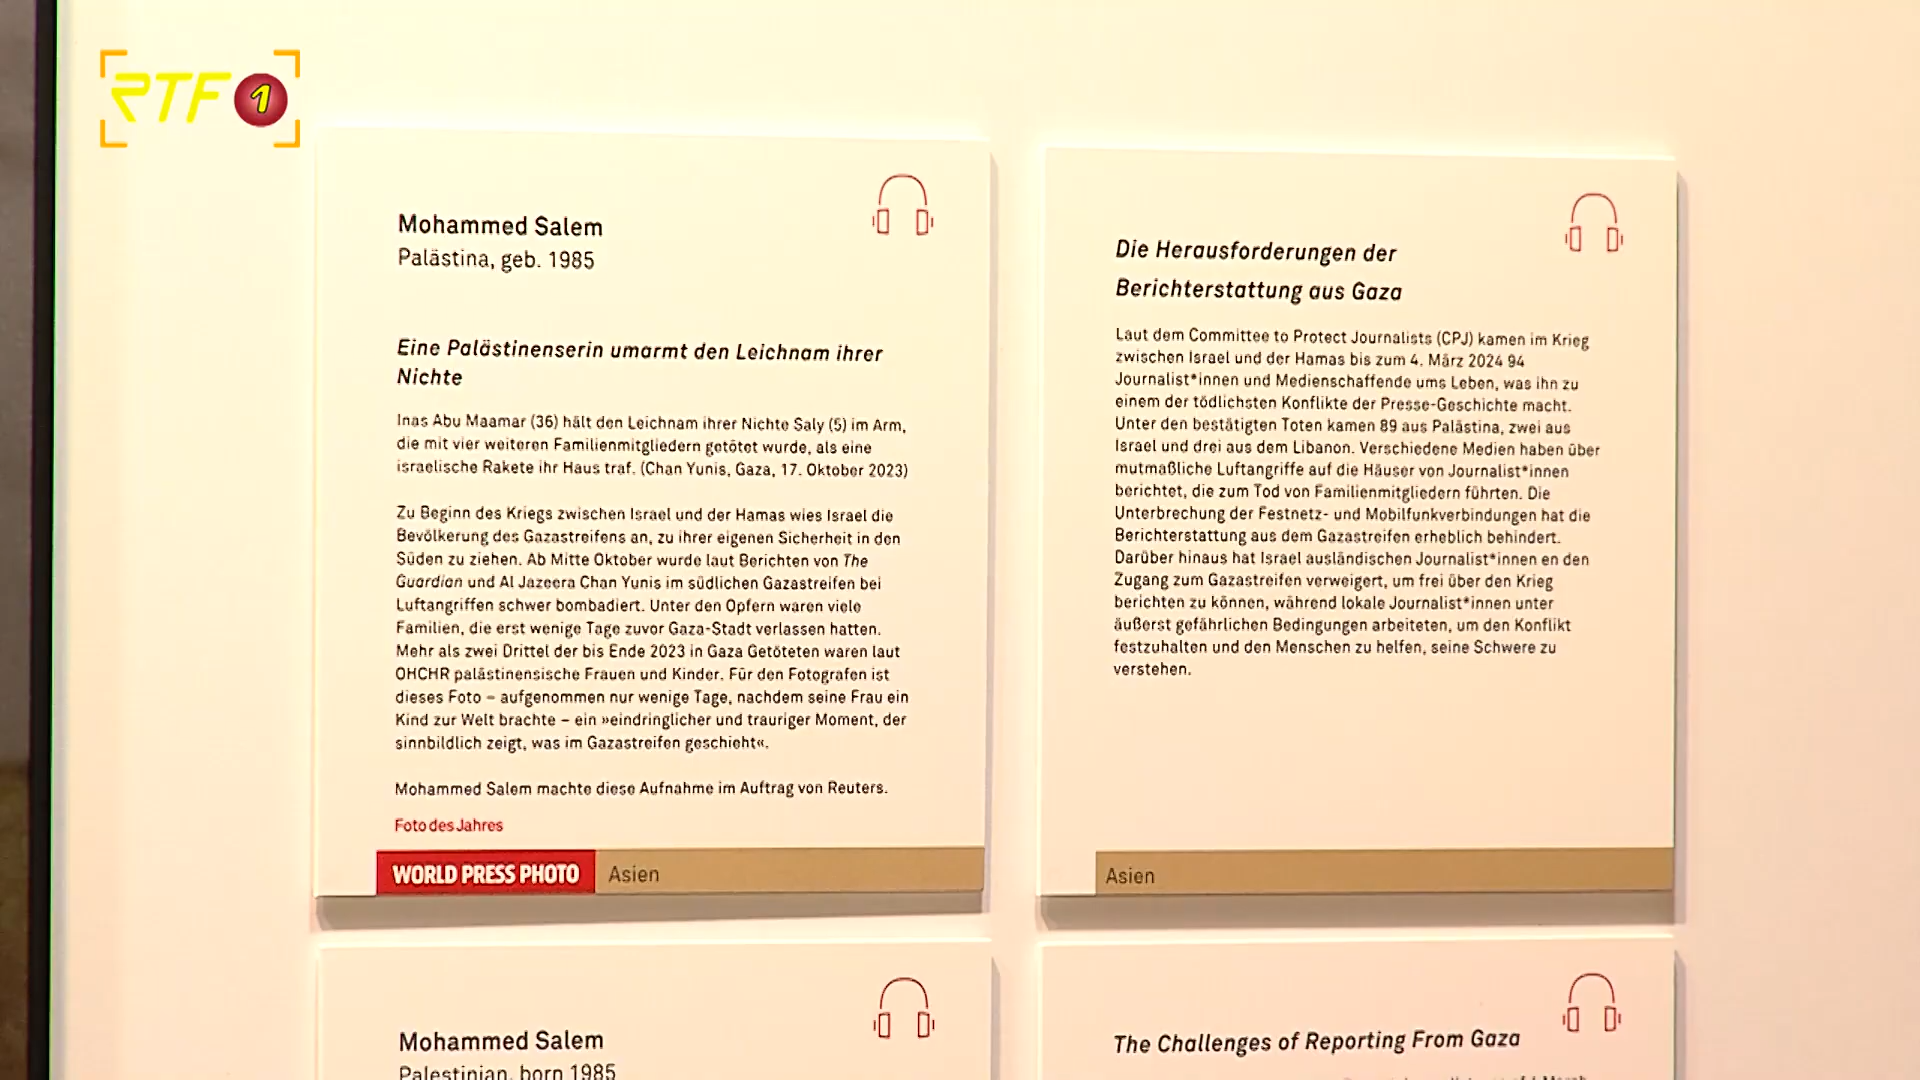 RTF 1
Mohammed Salem
Palästina, geb. 1985
Eine Palästinenserin umarmt den Leichnam ihrer
Nichte
Inas Abu Maamar (36) hält den Leichnam ihrer Nichte Saly (5) im Arm,
die mit vier weiteren Familienmitgliedern getötet wurde, als eine
israelische Rakete ihr Haus traf. (Chan Yunis, Gaza, 17. Oktober 2023)
Zu Beginn des Kriegs zwischen Israel und der Hamas wies Israel die
Bevölkerung des Gazastreifens an, zu ihrer eigenen Sicherheit in den
Süden zu ziehen. Ab Mitte Oktober wurde laut Berichten von The
Guardian und Al Jazeera Chan Yunis im südlichen Gazastreifen bei
Luftangriffen schwer bombadiert. Unter den Opfern waren viele
Familien, die erst wenige Tage zuvor Gaza-Stadt verlassen hatten.
Mehr als zwei Drittel der bis Ende 2023 in Gaza Getöteten waren laut
OHCHR palästinensische Frauen und Kinder. Für den Fotografen ist
dieses Foto – aufgenommen nur wenige Tage, nachdem seine Frau ein
Kind zur Welt brachte – ein »eindringlicher und trauriger Moment, der
sinnbildlich zeigt, was im Gazastreifen geschieht«.
Mohammed Salem machte diese Aufnahme im Auftrag von Reuters.
Foto des Jahres
WORLD PRESS PHOTO Asien
Die Herausforderungen der
Berichterstattung aus Gaza
Laut dem Committee to Protect Journalists (CPJ) kamen im Krieg
zwischen Israel und der Hamas bis zum 4. März 2024 94
Journalist*innen und Medienschaffende ums Leben, was ihn zu
einem der tödlichsten Konflikte der Presse-Geschichte macht.
Unter den bestätigten Toten kamen 89 aus Palästina, zwei aus
Israel und drei aus dem Libanon. Verschiedene Medien haben über
mutmaßliche Luftangriffe auf die Häuser von Journalist*innen
berichtet, die zum Tod von Familienmitgliedern führten. Die
Unterbrechung der Festnetz- und Mobilfunkverbindungen hat die
Berichterstattung aus dem Gazastreifen erheblich behindert.
Darüber hinaus hat Israel ausländischen Journalist*innen en den
Zugang zum Gazastreifen verweigert, um frei über den Krieg
berichten zu können, während lokale Journalist*innen unter
äußerst gefährlichen Bedingungen arbeiteten, um den Konflikt
festzuhalten und den Menschen zu helfen, seine Schwere zu
verstehen.
Asien
Mohammed Salem
Palestinian, born 1985
The Challenges of Reporting From Gaza